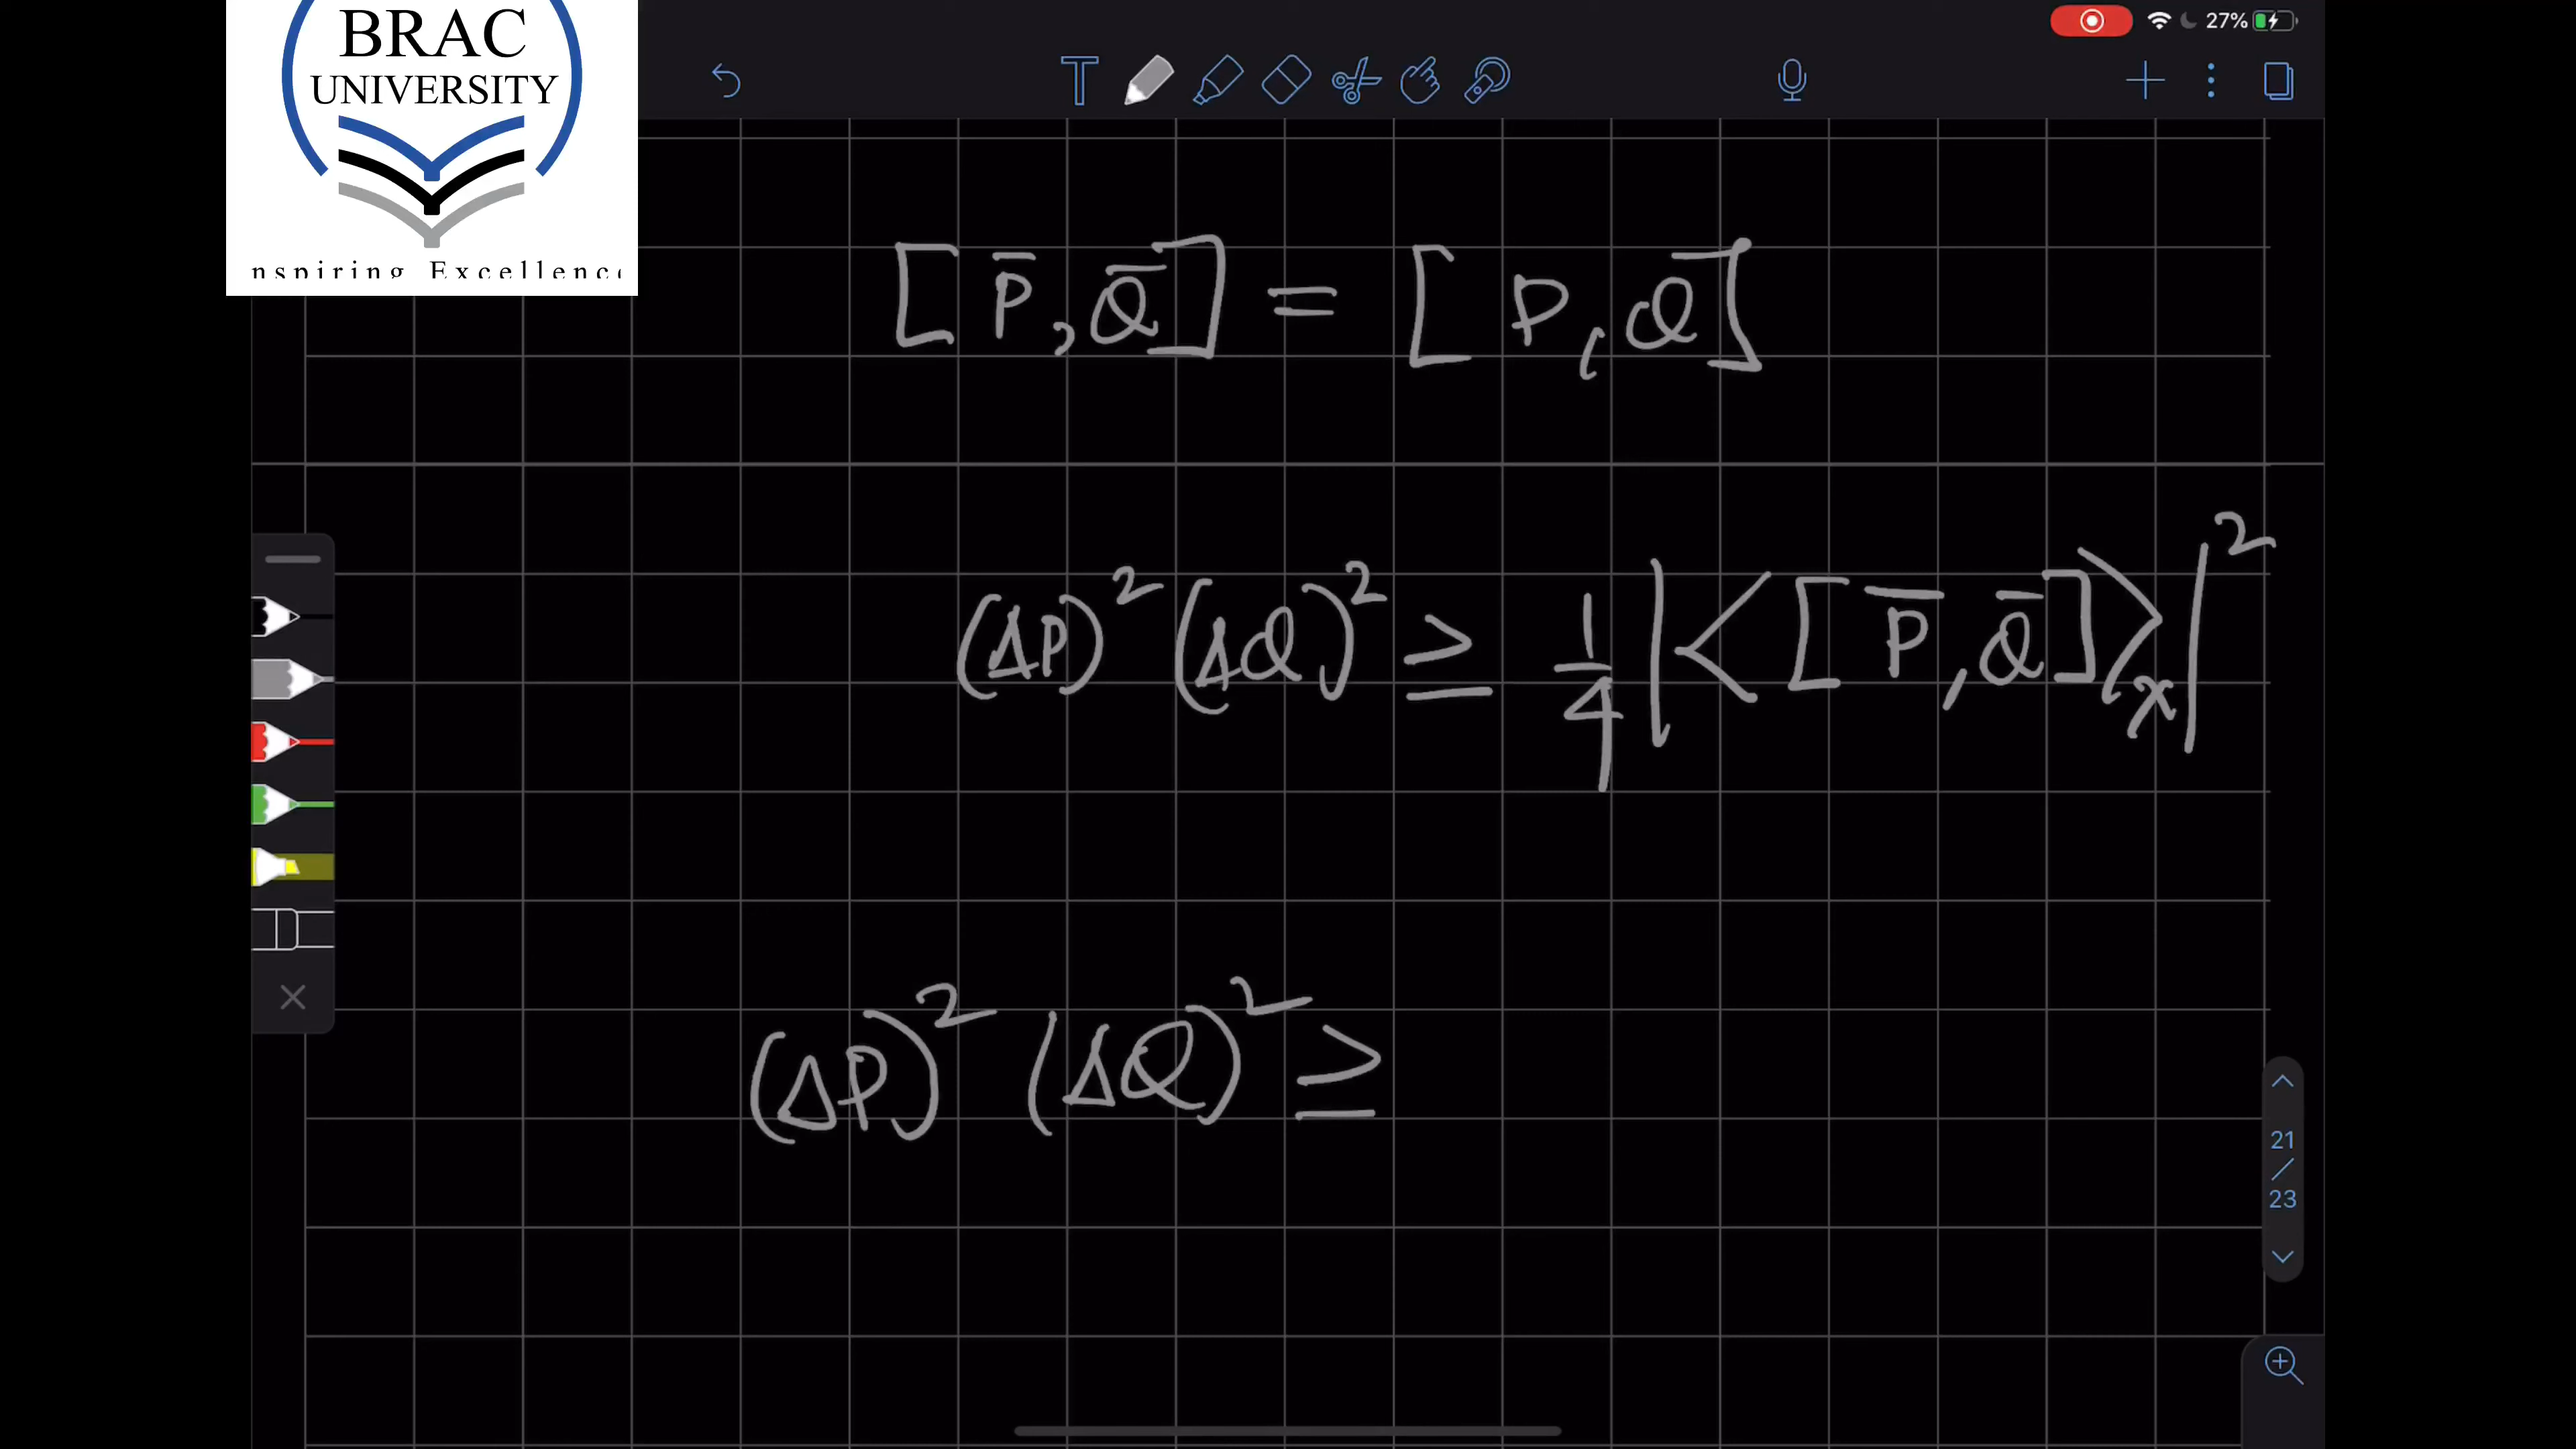 BRAC
UNIVERSITY
nspiring Excellenc
27%
T
[P̄, Q̄] = [P, Q]
(ΔP)² (ΔQ)² ≥ 1/4 |<[P̄, Q̄]>ₓ|²
(ΔP)² (ΔQ)² ≥
21
/
23